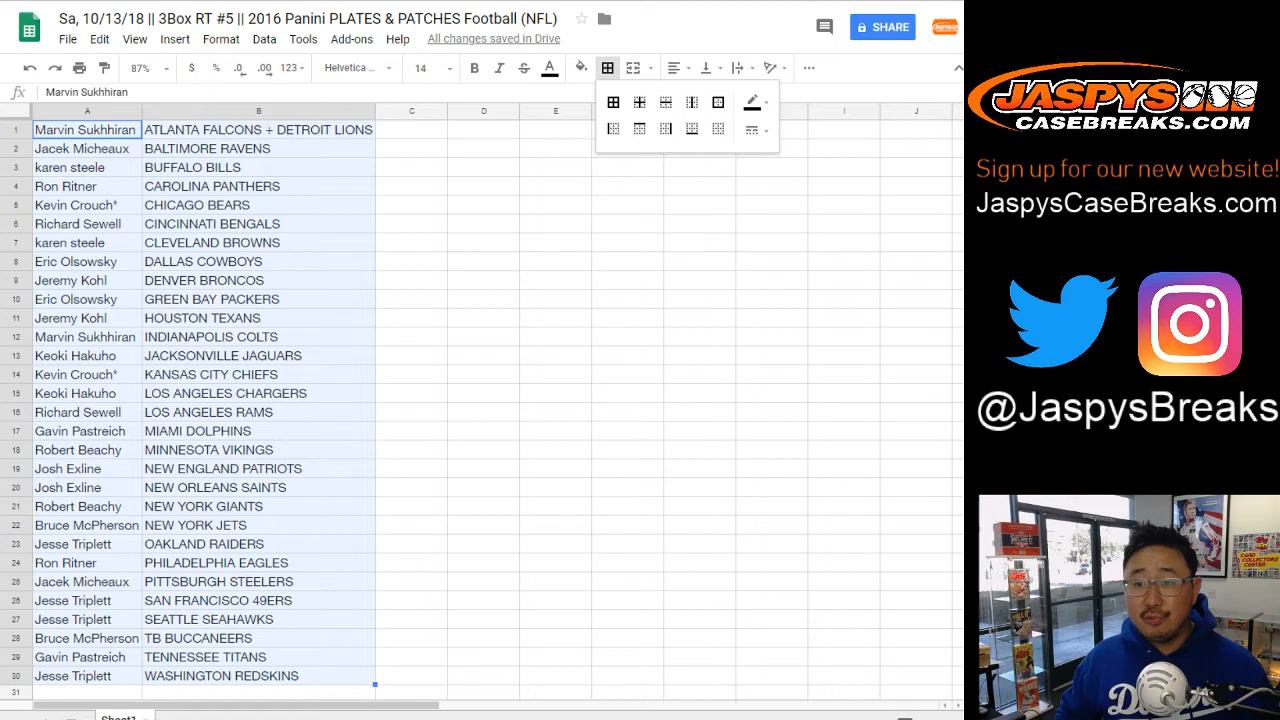 Sa, 10/13/18 || 3Box RT #5 || 2016 Panini PLATES & PATCHES Football (NFL)
File Edit View Insert Data Tools Add-ons Help All changes saved in Drive
SHARE
87% $ % .0 .00 123 Helvetica ... 14 B I S A
fx Marvin Sukhhiran
A B C D E I J
1 Marvin Sukhhiran ATLANTA FALCONS + DETROIT LIONS
2 Jacek Micheaux BALTIMORE RAVENS
3 karen steele BUFFALO BILLS
4 Ron Ritner CAROLINA PANTHERS
5 Kevin Crouch* CHICAGO BEARS
6 Richard Sewell CINCINNATI BENGALS
7 karen steele CLEVELAND BROWNS
8 Eric Olsowsky DALLAS COWBOYS
9 Jeremy Kohl DENVER BRONCOS
10 Eric Olsowsky GREEN BAY PACKERS
11 Jeremy Kohl HOUSTON TEXANS
12 Marvin Sukhhiran INDIANAPOLIS COLTS
13 Keoki Hakuho JACKSONVILLE JAGUARS
14 Kevin Crouch* KANSAS CITY CHIEFS
15 Keoki Hakuho LOS ANGELES CHARGERS
16 Richard Sewell LOS ANGELES RAMS
17 Gavin Pastreich MIAMI DOLPHINS
18 Robert Beachy MINNESOTA VIKINGS
19 Josh Exline NEW ENGLAND PATRIOTS
20 Josh Exline NEW ORLEANS SAINTS
21 Robert Beachy NEW YORK GIANTS
22 Bruce McPherson NEW YORK JETS
23 Jesse Triplett OAKLAND RAIDERS
24 Ron Ritner PHILADELPHIA EAGLES
25 Jacek Micheaux PITTSBURGH STEELERS
26 Jesse Triplett SAN FRANCISCO 49ERS
27 Jesse Triplett SEATTLE SEAHAWKS
28 Bruce McPherson TB BUCCANEERS
29 Gavin Pastreich TENNESSEE TITANS
30 Jesse Triplett WASHINGTON REDSKINS
31
Sheet1
JASPYS
CASEBREAKS.COM
Sign up for our new website!
JaspysCaseBreaks.com
@JaspysBreaks
CARD COLLECTORS CENTER